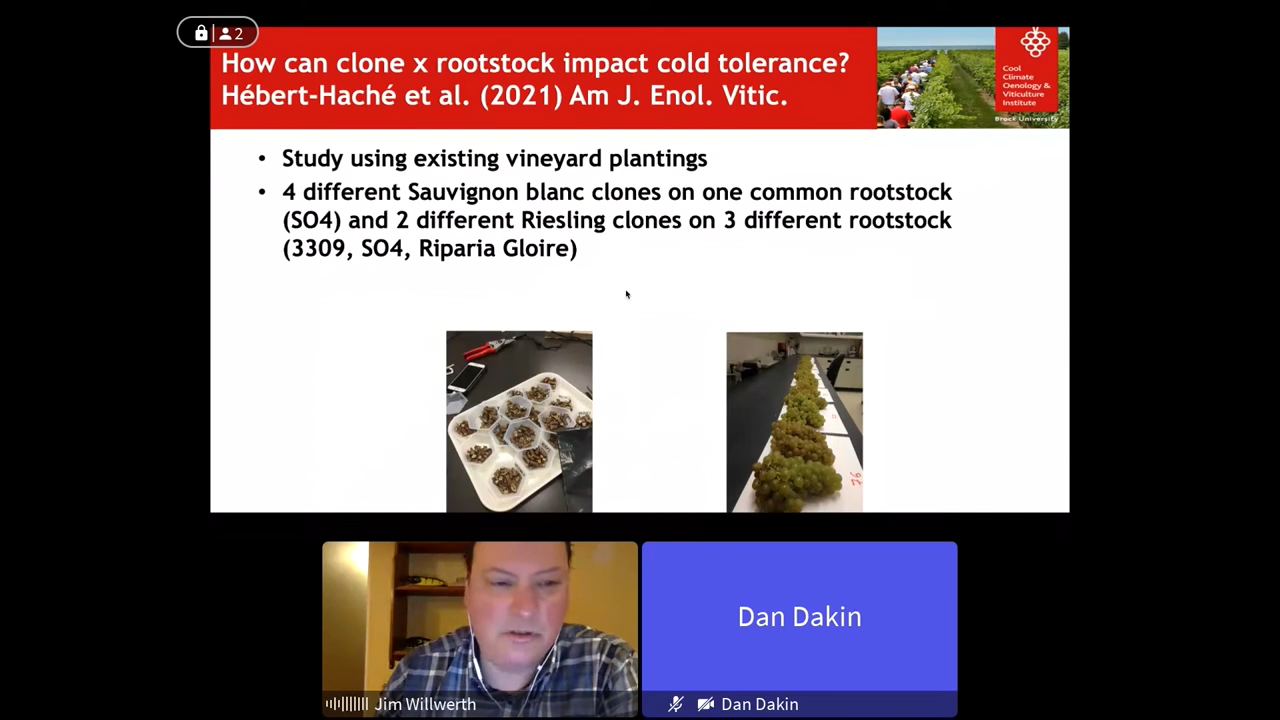 2
How can clone x rootstock impact cold tolerance?
Hébert-Haché et al. (2021) Am J. Enol. Vitic.
Cool
Climate
Oenology &
Viticulture
Institute
Brock University
• Study using existing vineyard plantings
• 4 different Sauvignon blanc clones on one common rootstock
(SO4) and 2 different Riesling clones on 3 different rootstock
(3309, SO4, Riparia Gloire)
Dan Dakin
Jim Willwerth
Dan Dakin